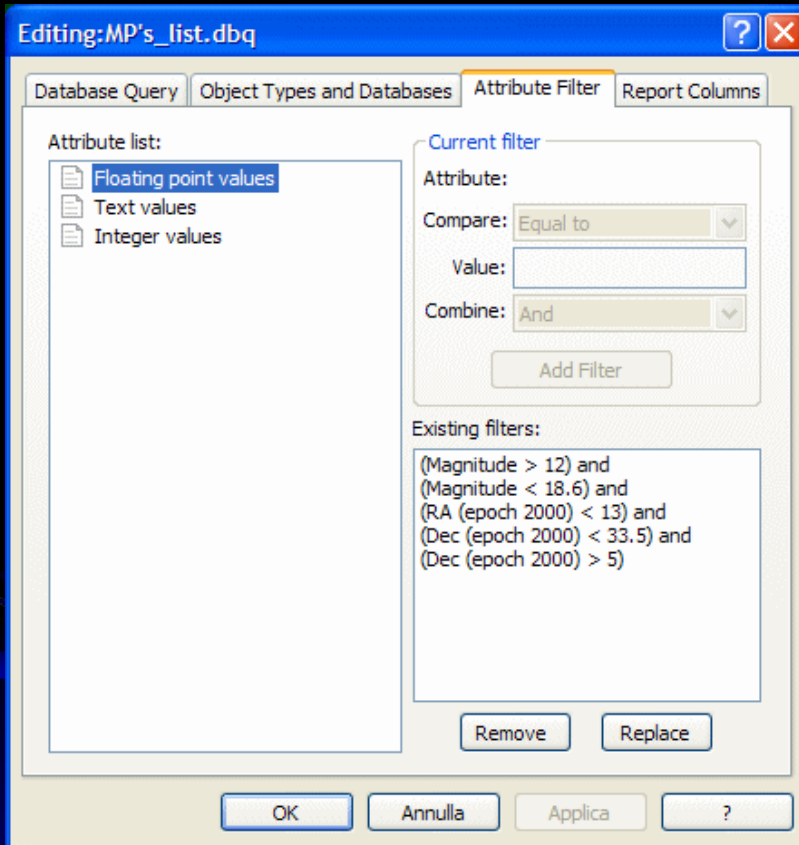 Editing:MP's_list.dbq
?
Database Query Object Types and Databases Attribute Filter Report Columns
Attribute list:
Floating point values
Text values
Integer values
Current filter
Attribute:
Compare: Equal to
Value:
Combine: And
Add Filter
Existing filters:
(Magnitude > 12) and
(Magnitude < 18.6) and
(RA (epoch 2000) < 13) and
(Dec (epoch 2000) < 33.5) and
(Dec (epoch 2000) > 5)
Remove Replace
OK Annulla Applica ?